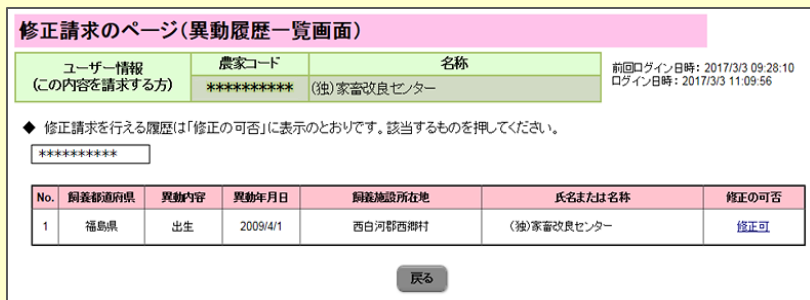 修正請求のページ(異動履歴一覧画面)
ユーザー情報
(この内容を請求する方)
農家コード 名称
********** (独)家畜改良センター
前回ログイン日時: 2017/3/3 09:28:10
ログイン日時: 2017/3/3 11:09:56
◆ 修正請求を行える履歴は「修正の可否」に表示のとおりです。該当するものを押してください。
**********
No. 飼養都道府県 異動内容 異動年月日 飼養施設所在地 氏名または名称 修正の可否
1 福島県 出生 2009/4/1 西白河郡西郷村 (独)家畜改良センター 修正可
戻る